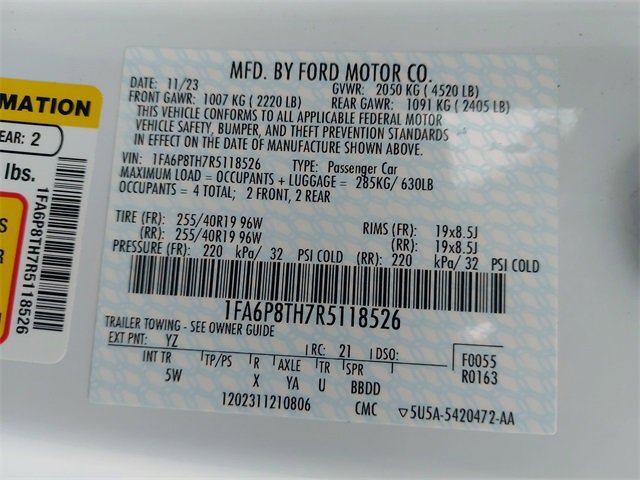 MFD. BY FORD MOTOR CO.
DATE: 11/23 GVWR: 2050 KG ( 4520 LB)
FRONT GAWR: 1007 KG ( 2220 LB) REAR GAWR: 1091 KG ( 2405 LB)
THIS VEHICLE CONFORMS TO ALL APPLICABLE FEDERAL MOTOR
VEHICLE SAFETY, BUMPER, AND THEFT PREVENTION STANDARDS
IN EFFECT ON THE DATE OF MANUFACTURE SHOWN ABOVE.
VIN: 1FA6P8TH7R5118526 TYPE: Passenger Car
MAXIMUM LOAD = OCCUPANTS + LUGGAGE = 285KG/ 630LB
OCCUPANTS = 4 TOTAL; 2 FRONT, 2 REAR
TIRE (FR): 255/40R19 96W RIMS (FR): 19x8.5J
(RR): 255/40R19 96W (RR): 19x8.5J
PRESSURE (FR): 220 kPa/ 32 PSI COLD (RR): 220 kPa/ 32 PSI COLD
1FA6P8TH7R5118526
TRAILER TOWING - SEE OWNER GUIDE
EXT PNT: YZ RC: 21 DSO: F0055
INT TR TP/PS R AXLE TR SPR R0163
5W X YA U BBDD
1202311210806 CMC ▽5U5A-5420472-AA
RMATION
EAR: 2
lbs.
S
R
1FA6P8TH7R5118526